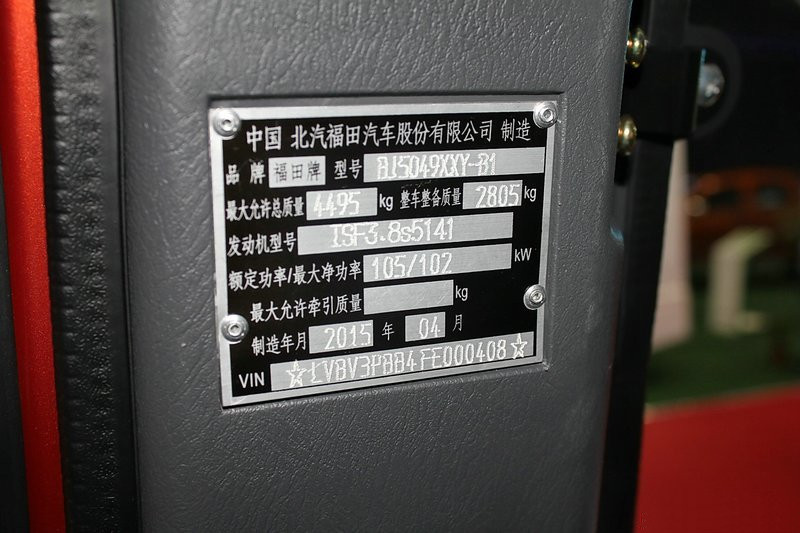 中国 北汽福田汽车股份有限公司 制造
品牌 福田牌 型号 BJ5049XXY-B1
最大允许总质量 4495 kg 整车整备质量 2805 kg
发动机型号 ISF3.8s5141
额定功率/最大净功率 105/102 kW
最大允许牵引质量 kg
制造年月 2015 年 04 月
VIN ☆LVBV3PBB4FE000408☆